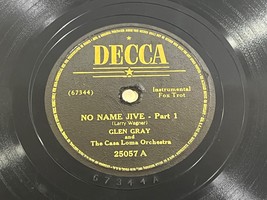 DECCA
(67344)
Instrumental
Fox Trot
NO NAME JIVE - Part 1
(Larry Wagner)
GLEN GRAY
and
The Casa Loma Orchestra
25057 A
67344A